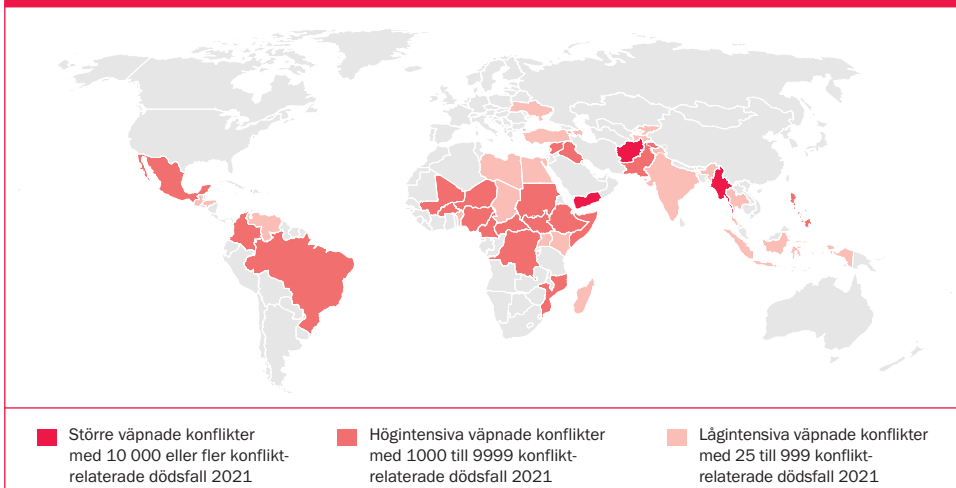 Större väpnade konflikter
med 10 000 eller fler konflikt-
relaterade dödsfall 2021
Högintensiva väpnade konflikter
med 1000 till 9999 konflikt-
relaterade dödsfall 2021
Lågintensiva väpnade konflikter
med 25 till 999 konflikt-
relaterade dödsfall 2021